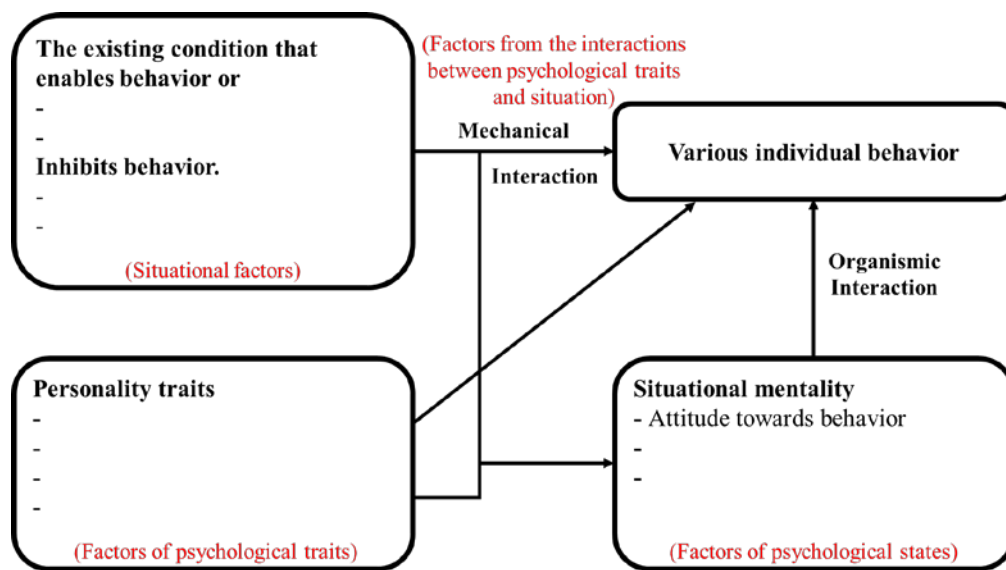 The existing condition that
enables behavior or
-
-
Inhibits behavior.
-
-
(Situational factors)
(Factors from the interactions
between psychological traits
and situation)
Mechanical
Interaction
Various individual behavior
Organismic
Interaction
Personality traits
-
-
-
-
(Factors of psychological traits)
Situational mentality
- Attitude towards behavior
-
-
(Factors of psychological states)